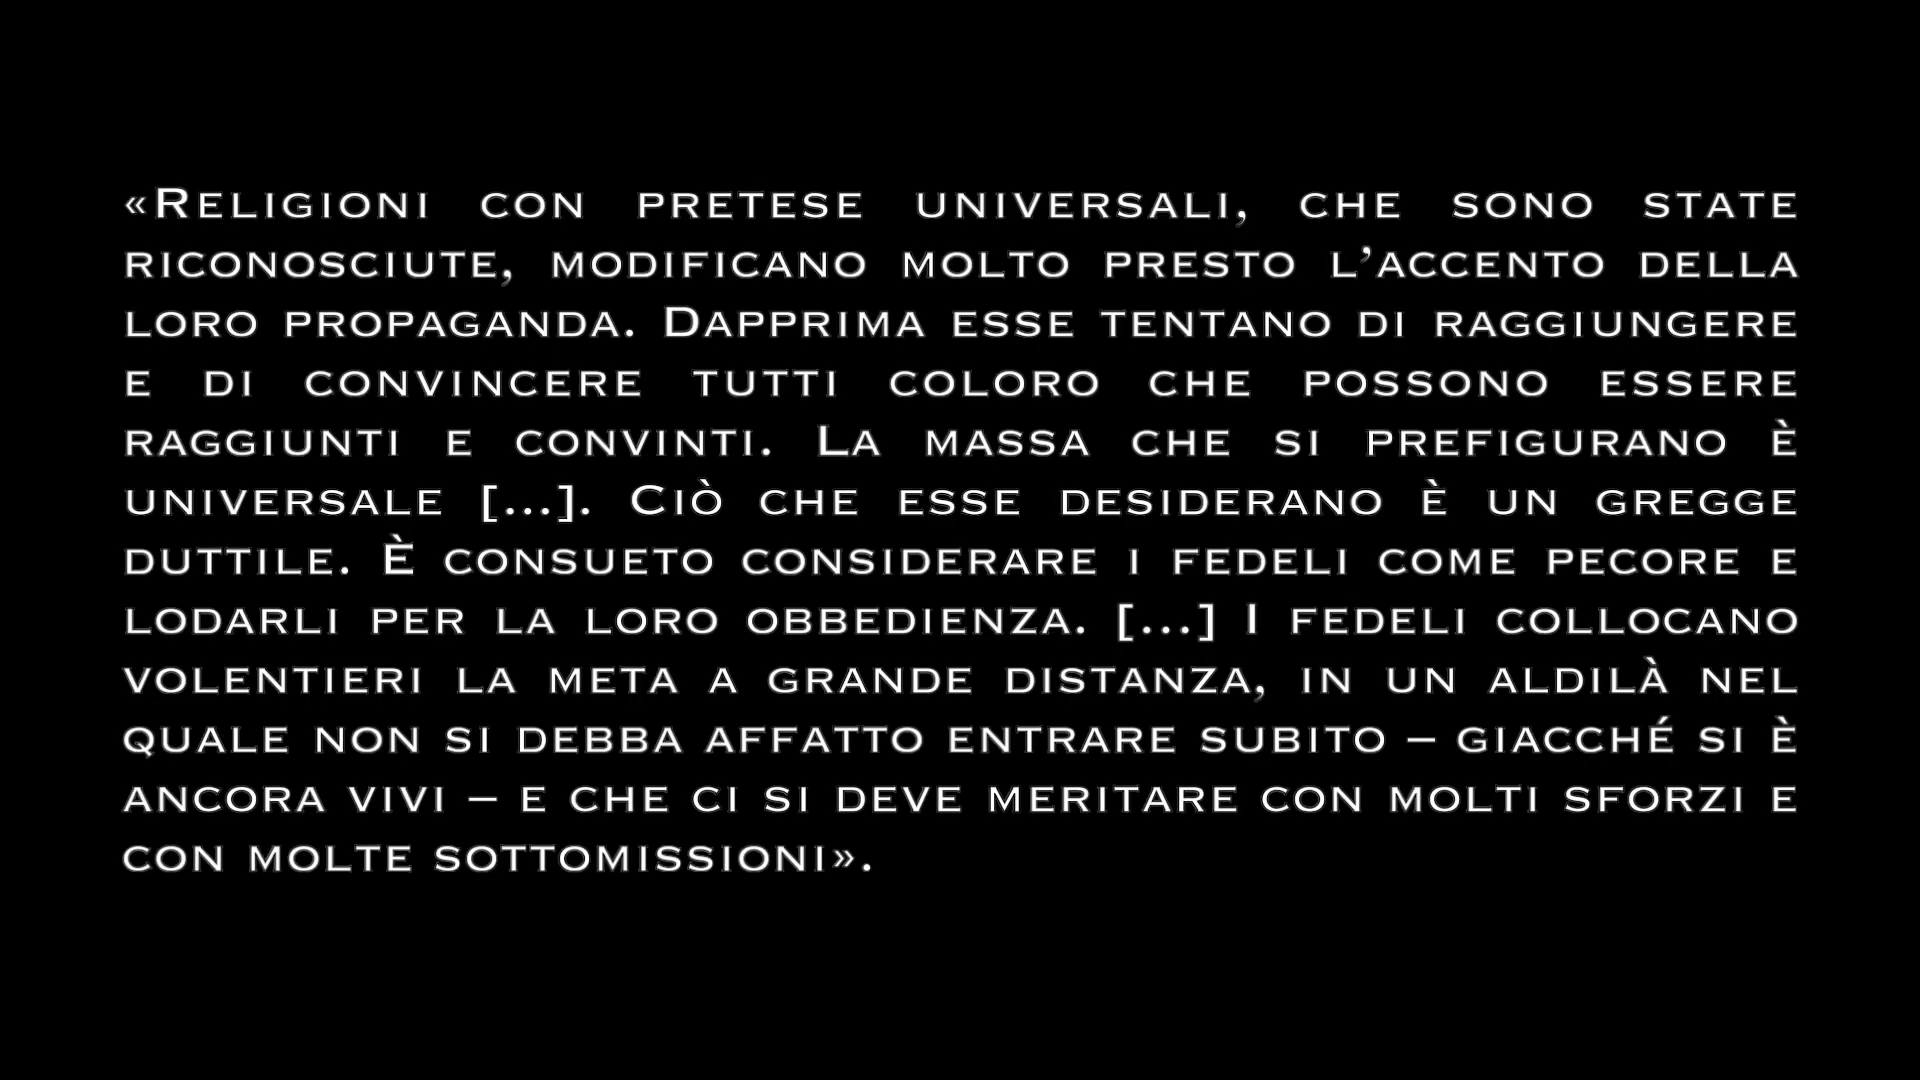 «Religioni con pretese universali, che sono state
riconosciute, modificano molto presto l’accento della
loro propaganda. Dapprima esse tentano di raggiungere
e di convincere tutti coloro che possono essere
raggiunti e convinti. La massa che si prefigurano è
universale [...]. Ciò che esse desiderano è un gregge
duttile. È consueto considerare i fedeli come pecore e
lodarli per la loro obbedienza. [...] I fedeli collocano
volentieri la meta a grande distanza, in un aldilà nel
quale non si debba affatto entrare subito – giacché si è
ancora vivi – e che ci si deve meritare con molti sforzi e
con molte sottomissioni».